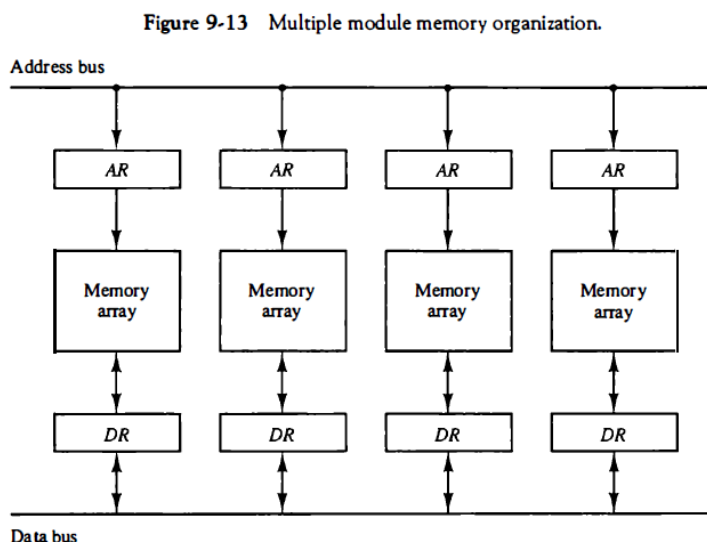 Figure 9-13 Multiple module memory organization.
Address bus
AR AR AR AR
Memory array Memory array Memory array Memory array
DR DR DR DR
Data bus